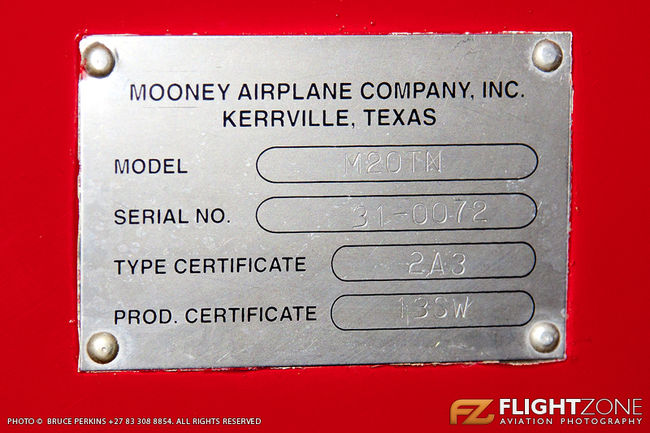 MOONEY AIRPLANE COMPANY, INC.
KERRVILLE, TEXAS
MODEL M20TN
SERIAL NO. 31-0072
TYPE CERTIFICATE 2A3
PROD. CERTIFICATE 13SW
PHOTO © BRUCE PERKINS +27 83 308 8854. ALL RIGHTS RESERVED
FZ FLIGHTZONE
AVIATION PHOTOGRAPHY